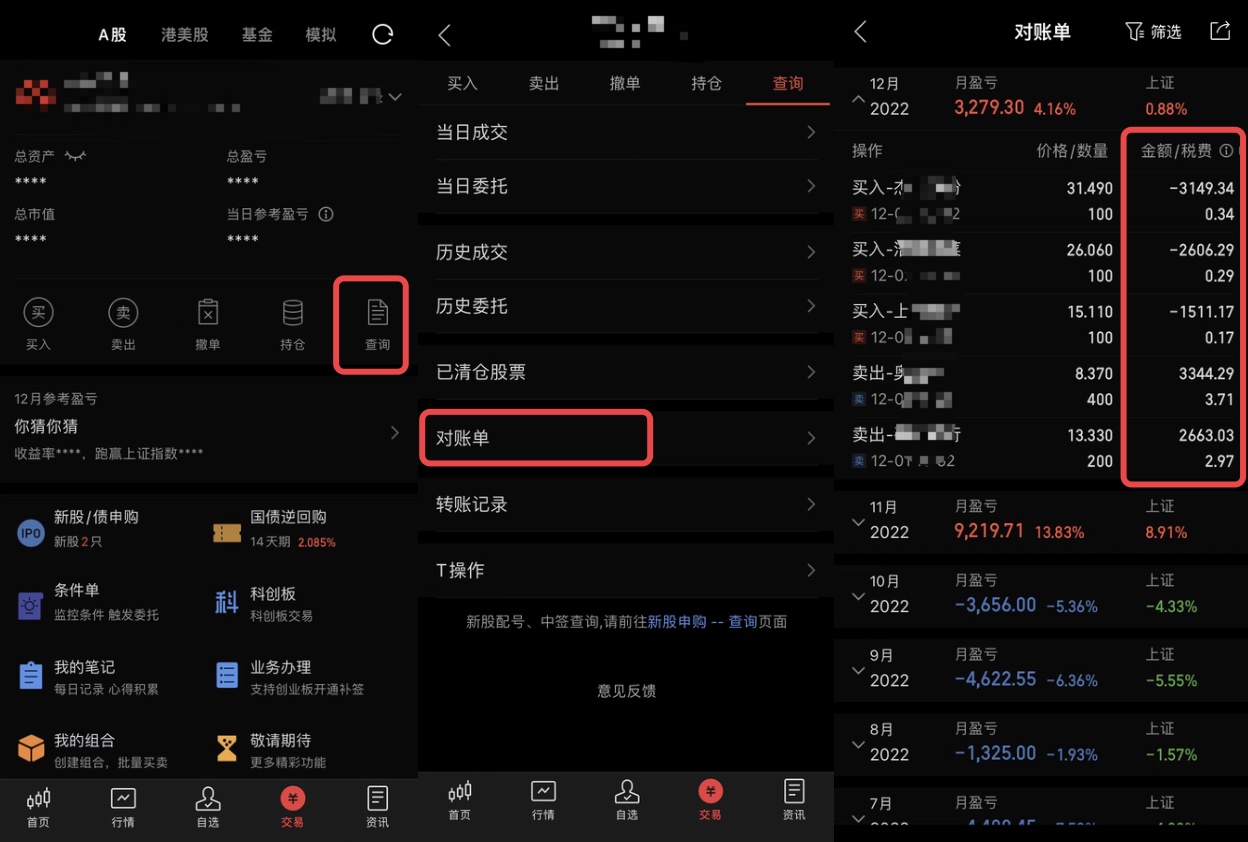 A股 港美股 基金 模拟
总资产 总盈亏
**** ****
总市值 当日参考盈亏
**** ****
买 卖
买入 卖出 撤单 持仓 查询
12月参考盈亏
你猜你猜
收益率****，跑赢上证指数****
新股/债申购 国债逆回购
IPO 新股2只 14天期 2.085%
条件单 科创板
监控条件 触发委托 科 科创板交易
我的笔记 业务办理
每日记录 心得积累 支持创业板开通补签
我的组合 敬请期待
创建组合，批量买卖 更多精彩功能
首页 行情 自选 交易 资讯
买入 卖出 撤单 持仓 查询
当日成交
当日委托
历史成交
历史委托
已清仓股票
对账单
转账记录
T操作
新股配号、中签查询,请前往新股申购 -- 查询页面
意见反馈
首页 行情 自选 交易 资讯
对账单 筛选
12月 月盈亏 上证
2022 3,279.30 4.16% 0.88%
操作 价格/数量 金额/税费
买入- 31.490 -3149.34
买 12-0 2 100 0.34
买入- 26.060 -2606.29
买 12-0 100 0.29
买入-上 15.110 -1511.17
买 12-0 100 0.17
卖出-奥 8.370 3344.29
卖 12-0 400 3.71
卖出- 行 13.330 2663.03
卖 12-0 2 200 2.97
11月 月盈亏 上证
2022 9,219.71 13.83% 8.91%
10月 月盈亏 上证
2022 -3,656.00 -5.36% -4.33%
9月 月盈亏 上证
2022 -4,622.55 -6.36% -5.55%
8月 月盈亏 上证
2022 -1,325.00 -1.93% -1.57%
7月 月盈亏 上证